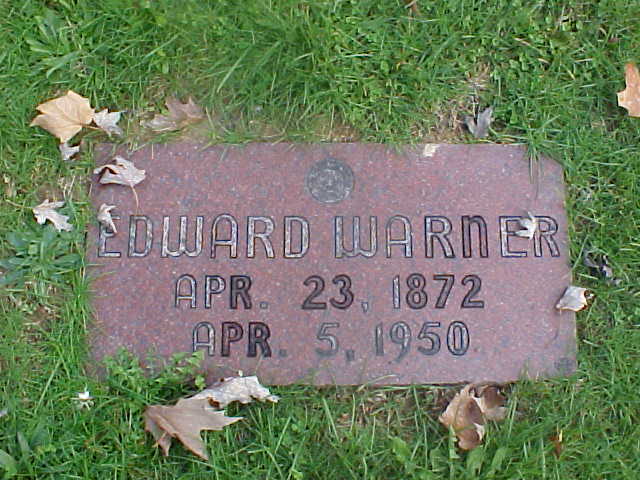 EDWARD WARNER
APR. 23, 1872
APR. 5, 1950